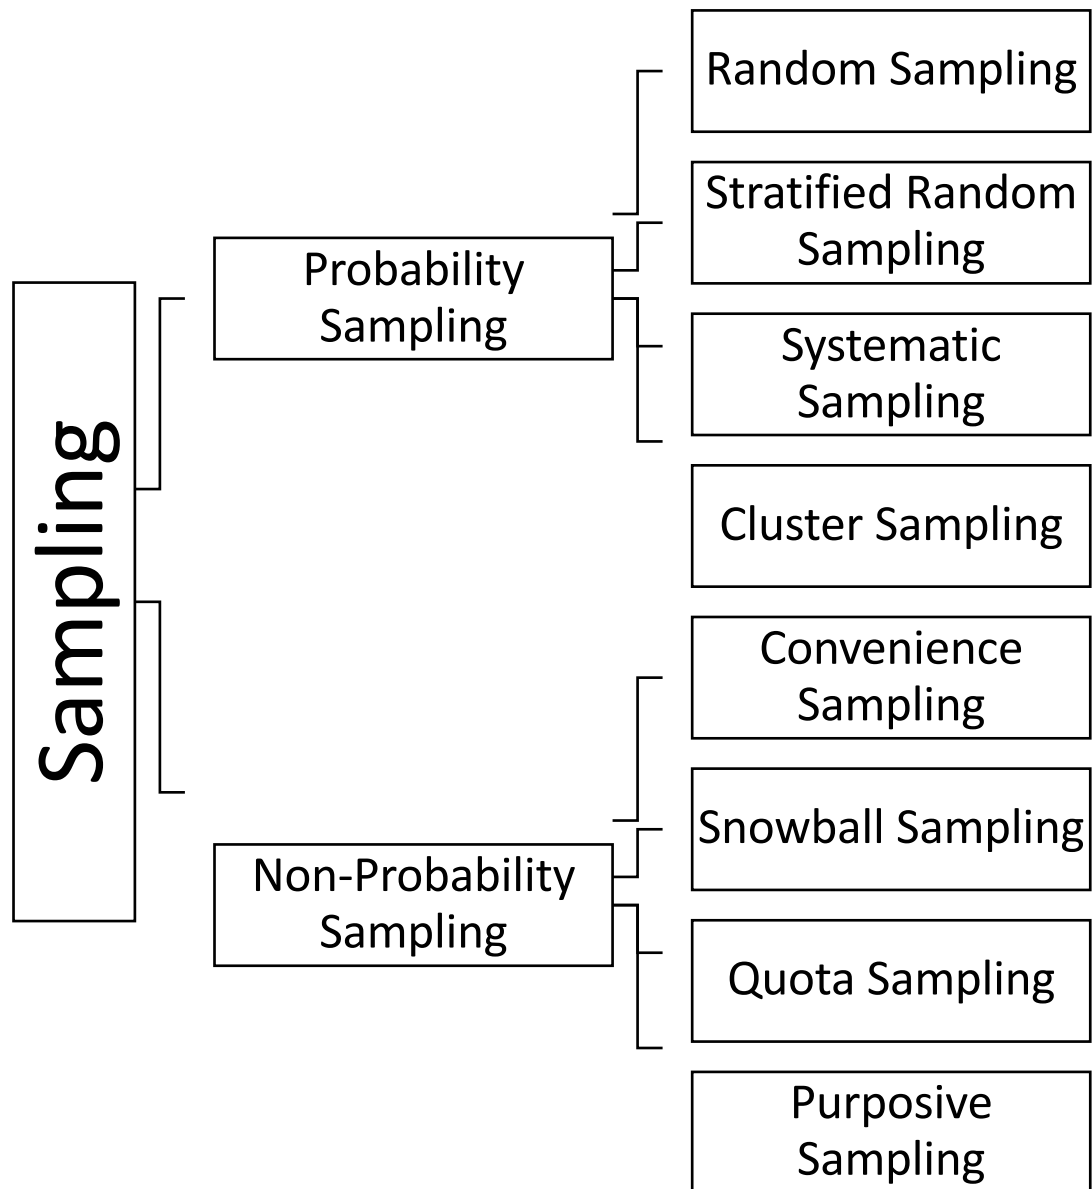 Sampling
Probability
Sampling
Random Sampling
Stratified Random
Sampling
Systematic
Sampling
Cluster Sampling
Non-Probability
Sampling
Convenience
Sampling
Snowball Sampling
Quota Sampling
Purposive
Sampling